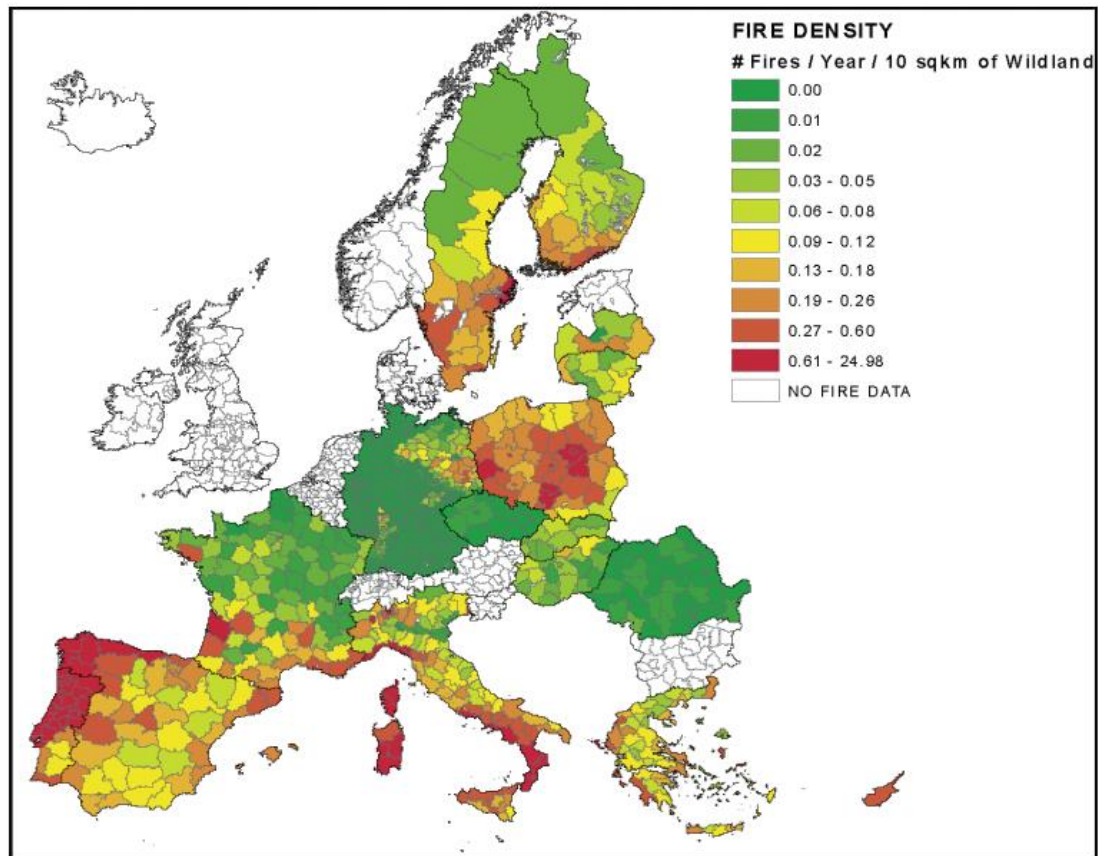 FIRE DENSITY
# Fires / Year / 10 sqkm of Wildland
0.00
0.01
0.02
0.03 - 0.05
0.06 - 0.08
0.09 - 0.12
0.13 - 0.18
0.19 - 0.26
0.27 - 0.60
0.61 - 24.98
NO FIRE DATA